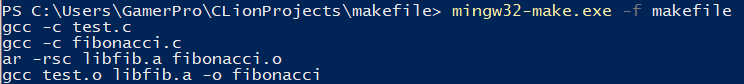 PS C:\Users\GamerPro\CLionProjects\makefile> mingw32-make.exe -f makefile
gcc -c test.c
gcc -c fibonacci.c
ar -rsc libfib.a fibonacci.o
gcc test.o libfib.a -o fibonacci